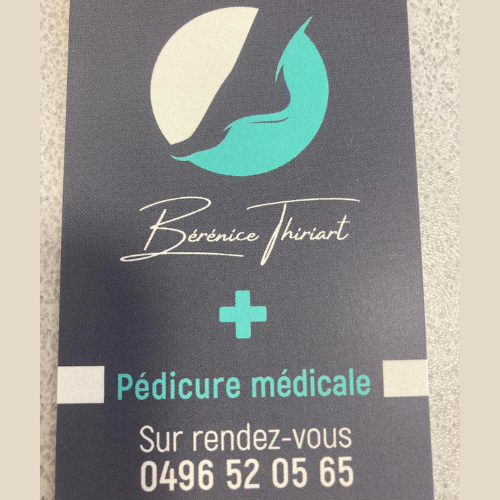 Bérénice Thiriart
Pédicure médicale
Sur rendez-vous
0496 52 05 65